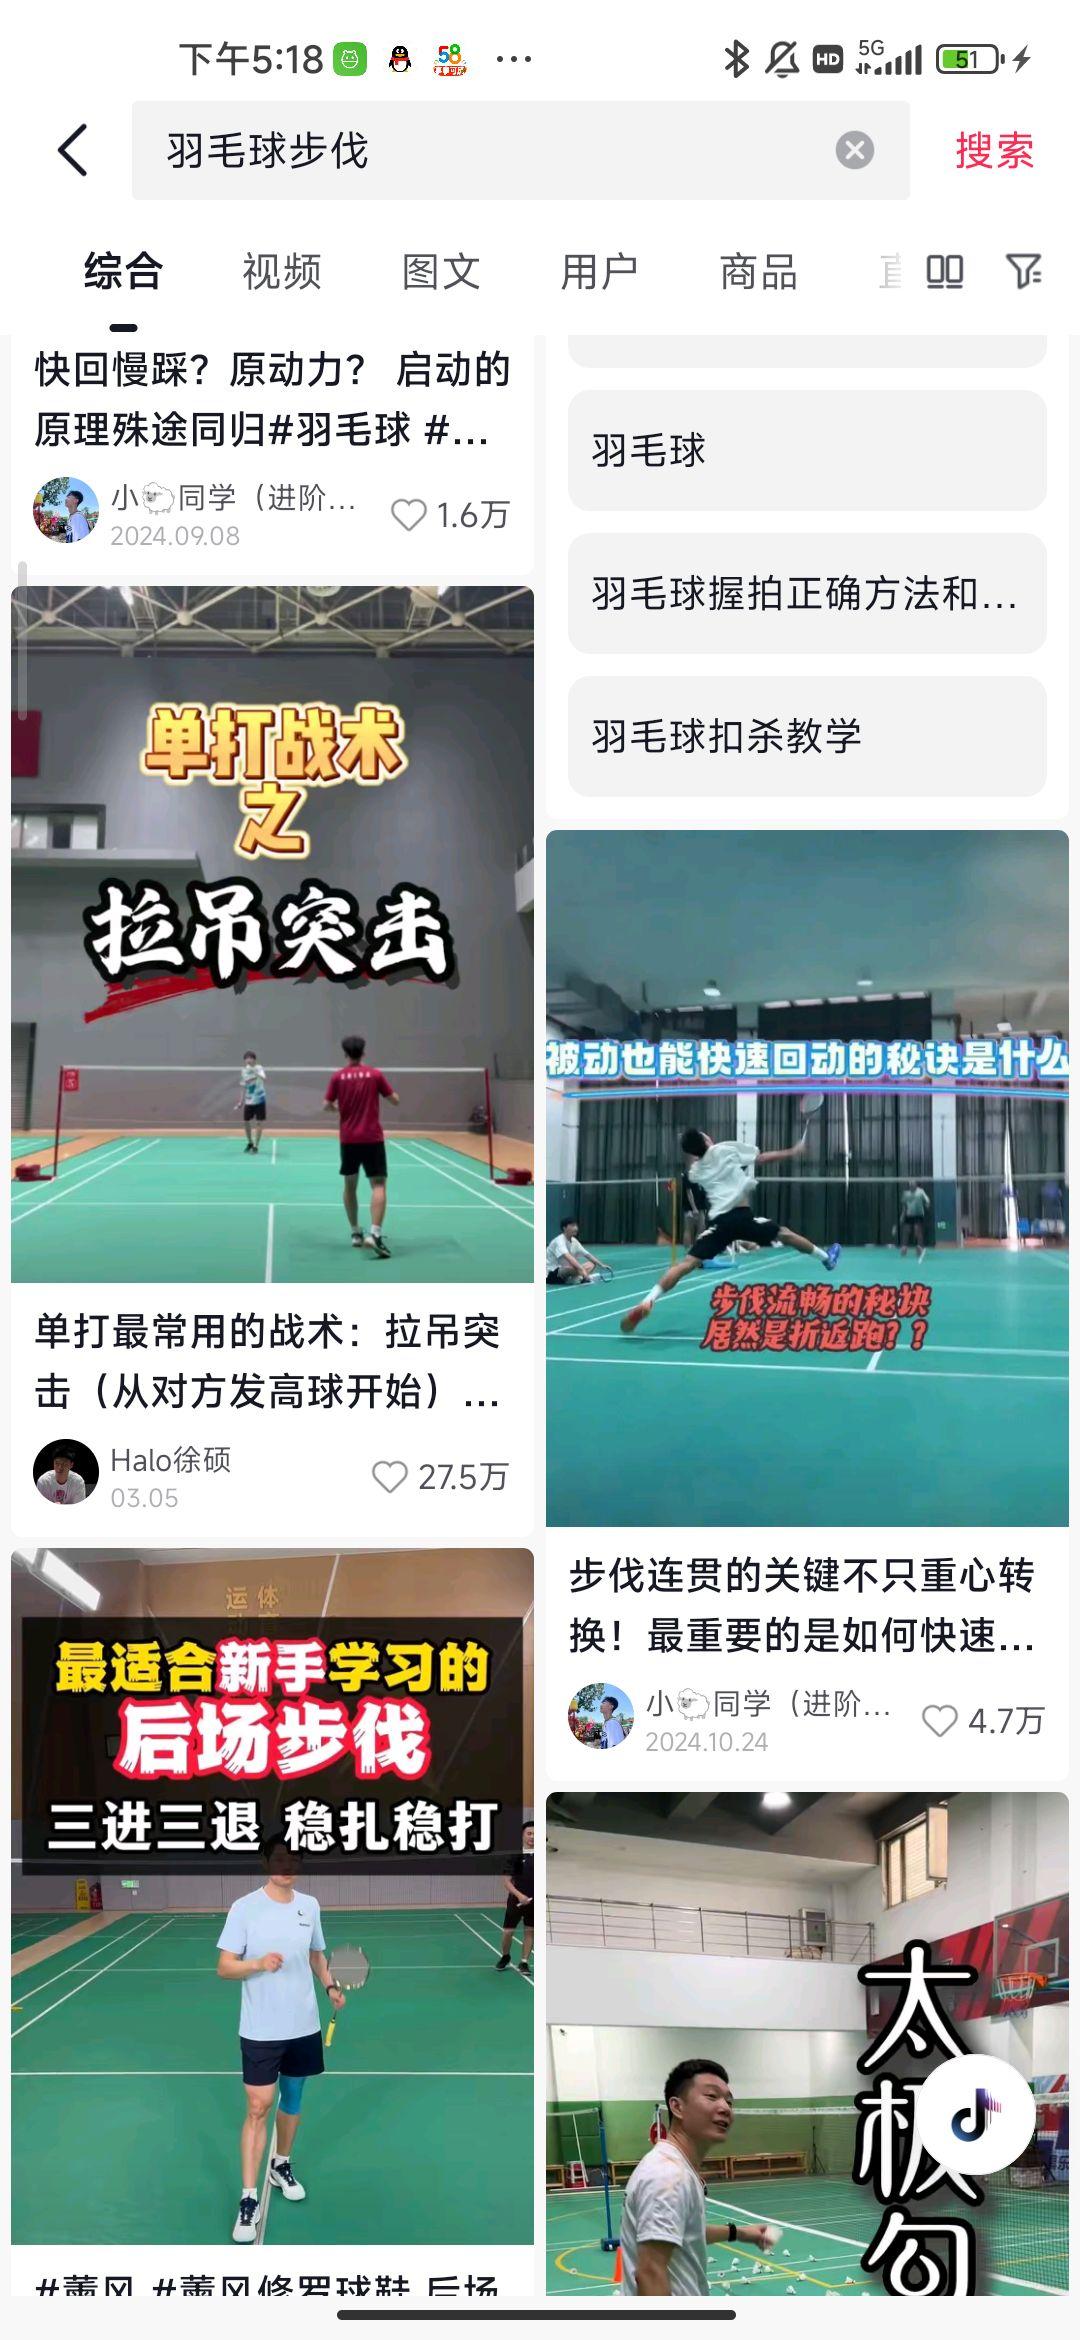 下午5:18
58
HD
5G
51
羽毛球步伐
搜索
综合
视频
图文
用户
商品
快回慢踩？原动力？ 启动的
原理殊途同归#羽毛球 #...
小🐑同学（进阶...
2024.09.08
1.6万
单打战术
之
拉吊突击
单打最常用的战术：拉吊突
击（从对方发高球开始）...
Halo徐硕
03.05
27.5万
最适合新手学习的
后场步伐
三进三退 稳扎稳打
羽毛球
羽毛球握拍正确方法和...
羽毛球扣杀教学
被动也能快速回动的秘诀是什么
步伐流畅的秘诀
居然是折返跑？？
步伐连贯的关键不只重心转
换！最重要的是如何快速...
小🐑同学（进阶...
2024.10.24
4.7万